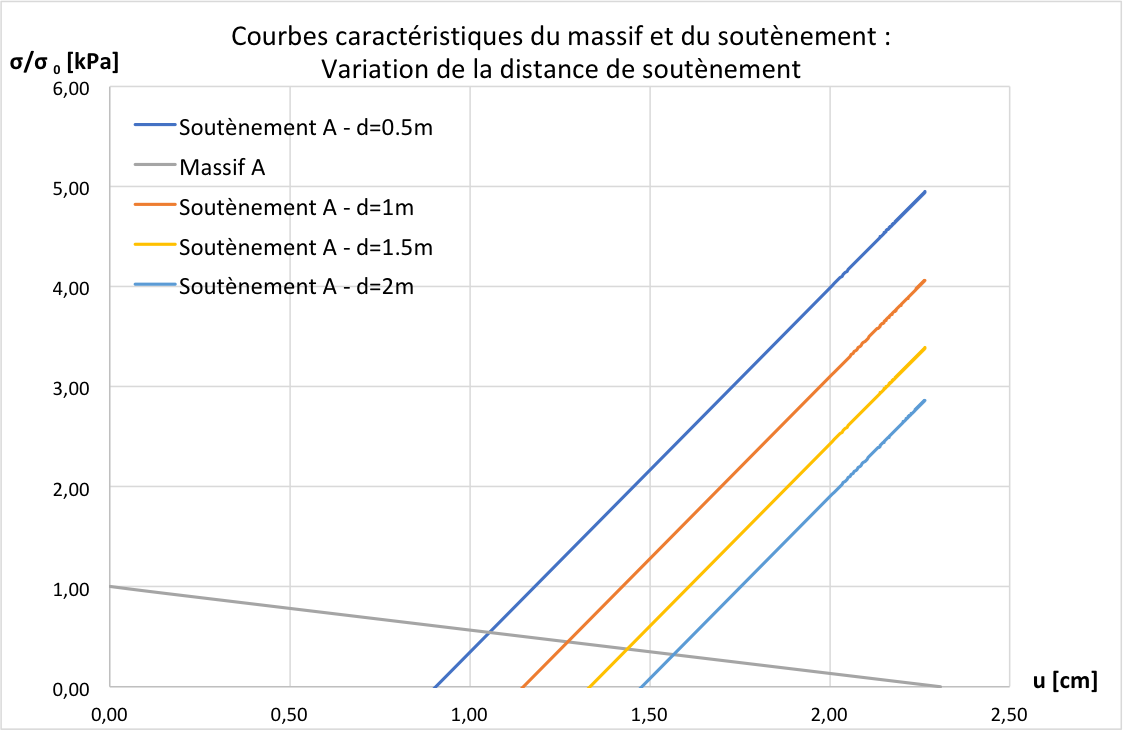 Courbes caractéristiques du massif et du soutènement :
Variation de la distance de soutènement
σ/σ ₀ [kPa]
6,00
5,00
4,00
3,00
2,00
1,00
0,00
Soutènement A - d=0.5m
Massif A
Soutènement A - d=1m
Soutènement A - d=1.5m
Soutènement A - d=2m
0,00 0,50 1,00 1,50 2,00 2,50
u [cm]